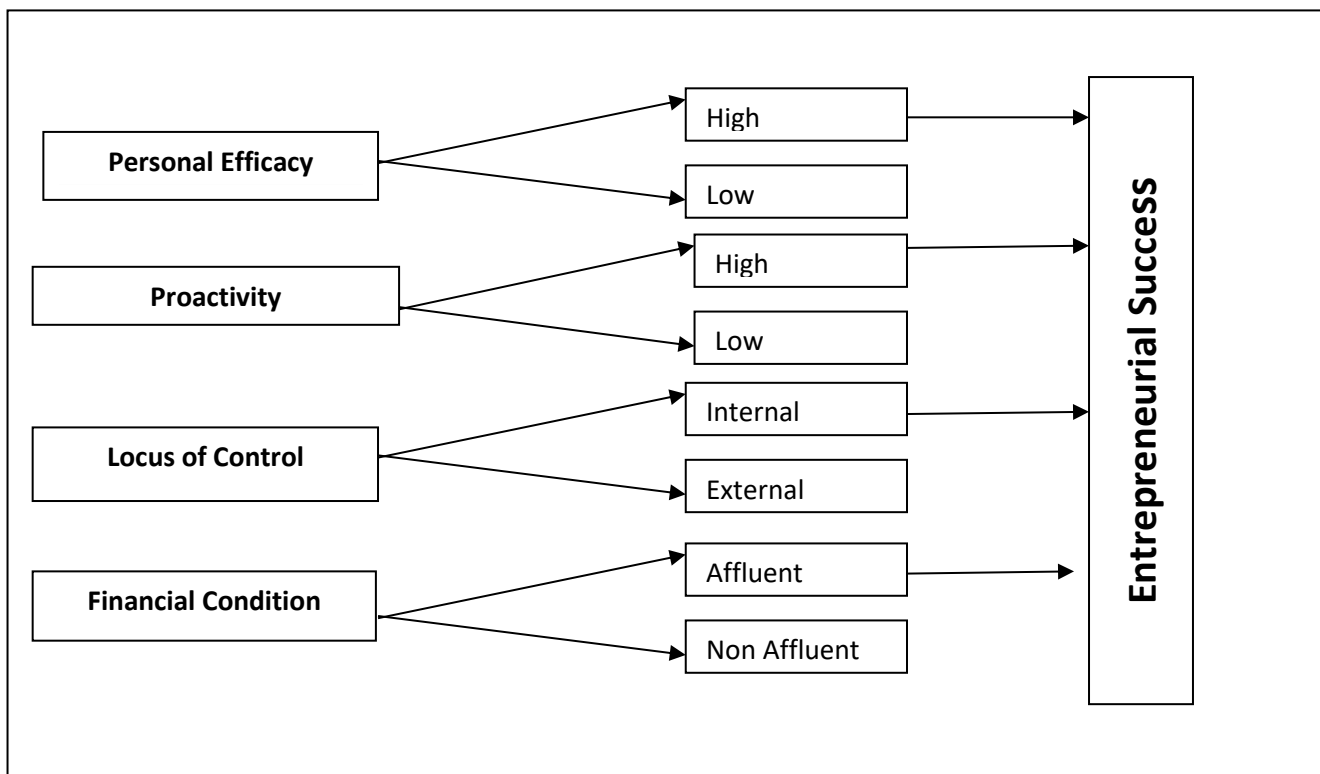 High
Personal Efficacy
Low
High
Proactivity
Low
Internal
Locus of Control
External
Affluent
Financial Condition
Non Affluent
Entrepreneurial Success